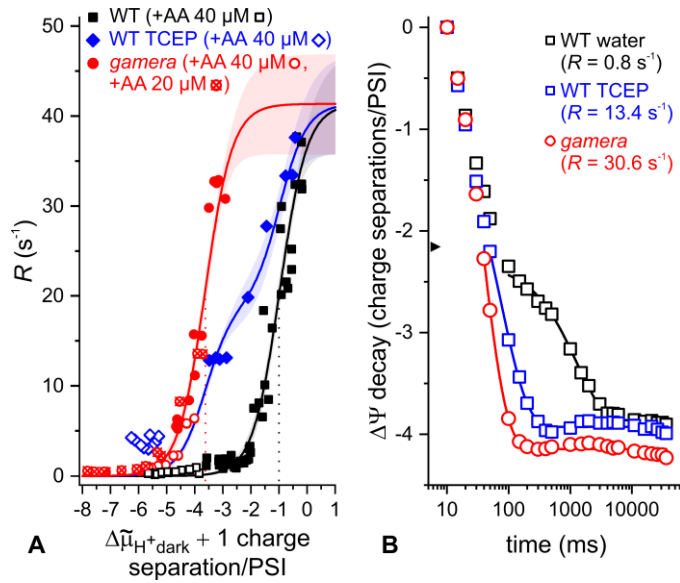 WT (+AA 40 µM □)
WT TCEP (+AA 40 µM ◇)
gamera (+AA 40 µM ○,
+AA 20 µM ⊗)
R (s⁻¹)
50
40
30
20
10
0
-8 -7 -6 -5 -4 -3 -2 -1 0 1
Δμ̃H⁺dark + 1 charge
separation/PSI
A
WT water
(R = 0.8 s⁻¹)
WT TCEP
(R = 13.4 s⁻¹)
gamera
(R = 30.6 s⁻¹)
ΔΨ decay (charge separations/PSI)
0
-1
-2
-3
-4
10 100 1000 10000
time (ms)
B